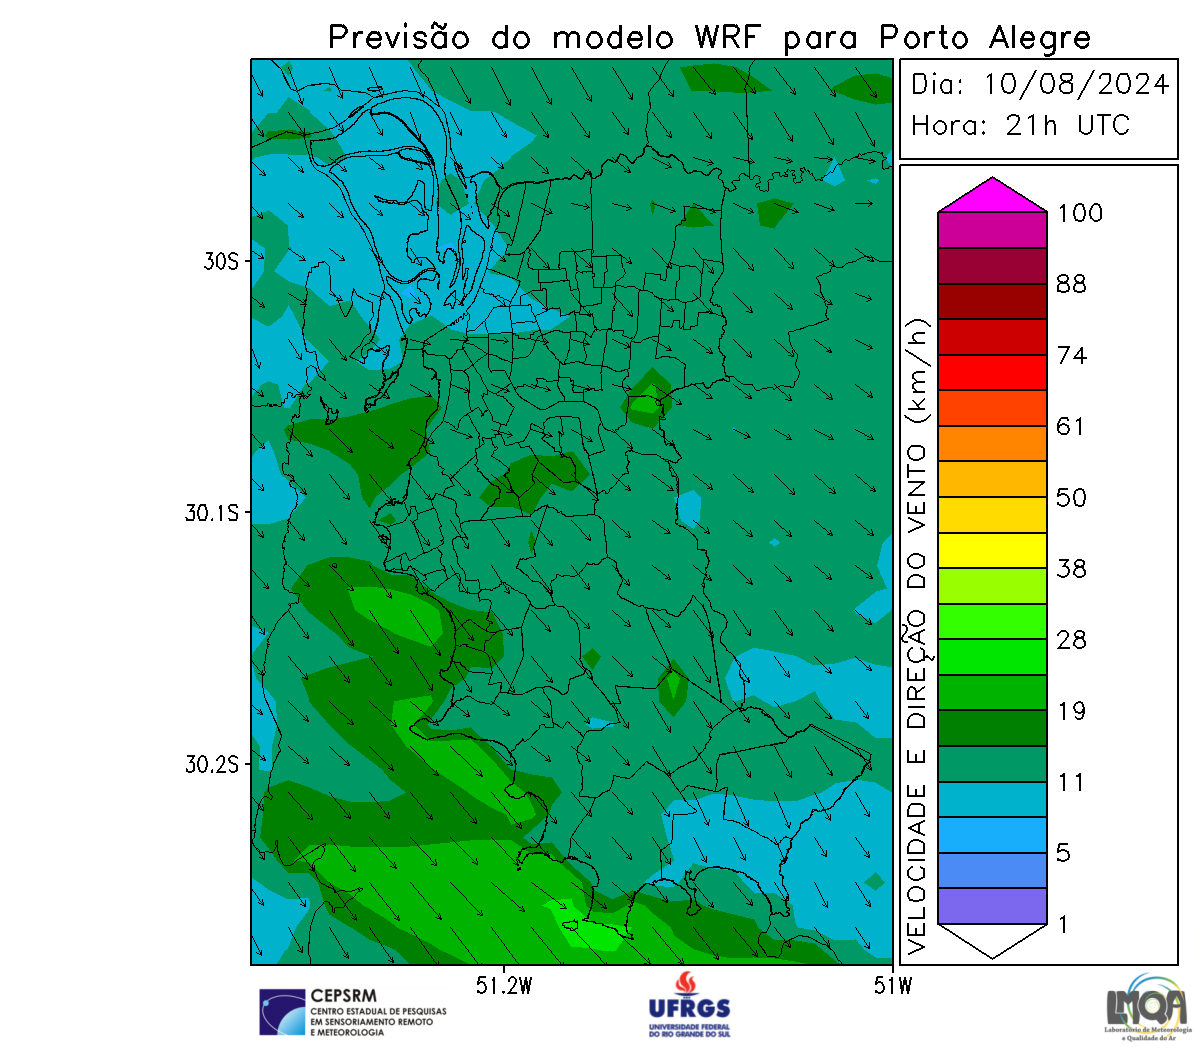 Previsão do modelo WRF para Porto Alegre
Dia: 10/08/2024
Hora: 21h UTC
30S
30.1S
30.2S
51.2W
51W
VELOCIDADE E DIREÇÃO DO VENTO (km/h)
100
88
74
61
50
38
28
19
11
5
1
CEPSRM
CENTRO ESTADUAL DE PESQUISAS
EM SENSORIAMENTO REMOTO
E METEOROLOGIA
UFRGS
UNIVERSIDADE FEDERAL
DO RIO GRANDE DO SUL
LMQA
Laboratório de Meteorologia
e Qualidade do Ar